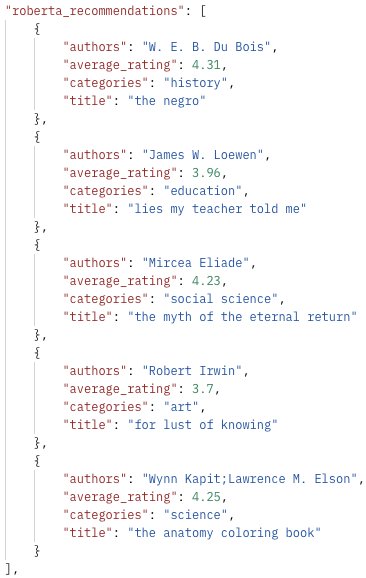 "roberta_recommendations": [
{
"authors": "W. E. B. Du Bois",
"average_rating": 4.31,
"categories": "history",
"title": "the negro"
},
{
"authors": "James W. Loewen",
"average_rating": 3.96,
"categories": "education",
"title": "lies my teacher told me"
},
{
"authors": "Mircea Eliade",
"average_rating": 4.23,
"categories": "social science",
"title": "the myth of the eternal return"
},
{
"authors": "Robert Irwin",
"average_rating": 3.7,
"categories": "art",
"title": "for lust of knowing"
},
{
"authors": "Wynn Kapit;Lawrence M. Elson",
"average_rating": 4.25,
"categories": "science",
"title": "the anatomy coloring book"
}
],